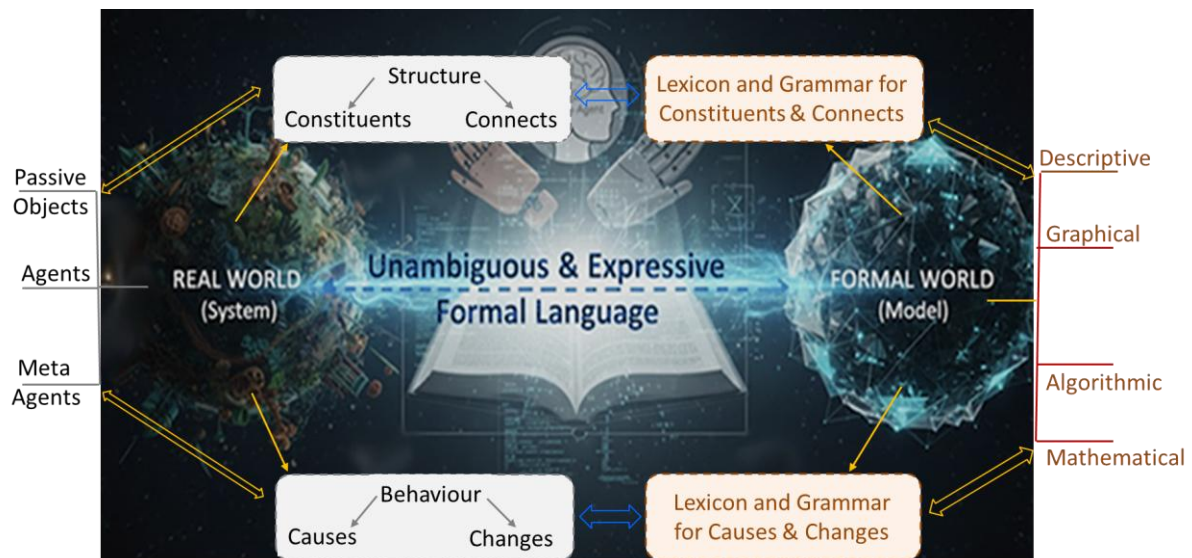 Structure
Constituents Connects
Lexicon and Grammar for
Constituents & Connects
Agent
Passive
Objects
Agents
Meta
Agents
REAL WORLD
(System)
Unambiguous & Expressive
Formal Language
FORMAL WORLD
(Model)
Descriptive
Graphical
Algorithmic
Mathematical
Behaviour
Causes Changes
Lexicon and Grammar
for Causes & Changes